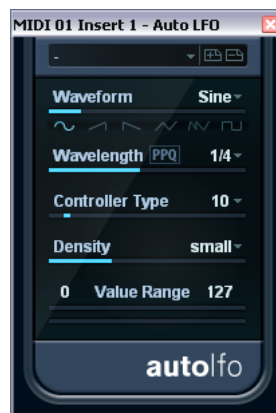 MIDI 01 Insert 1 - Auto LFO
-
Waveform Sine
Wavelength PPQ 1/4
Controller Type 10
Density small
0 Value Range 127
autolfo